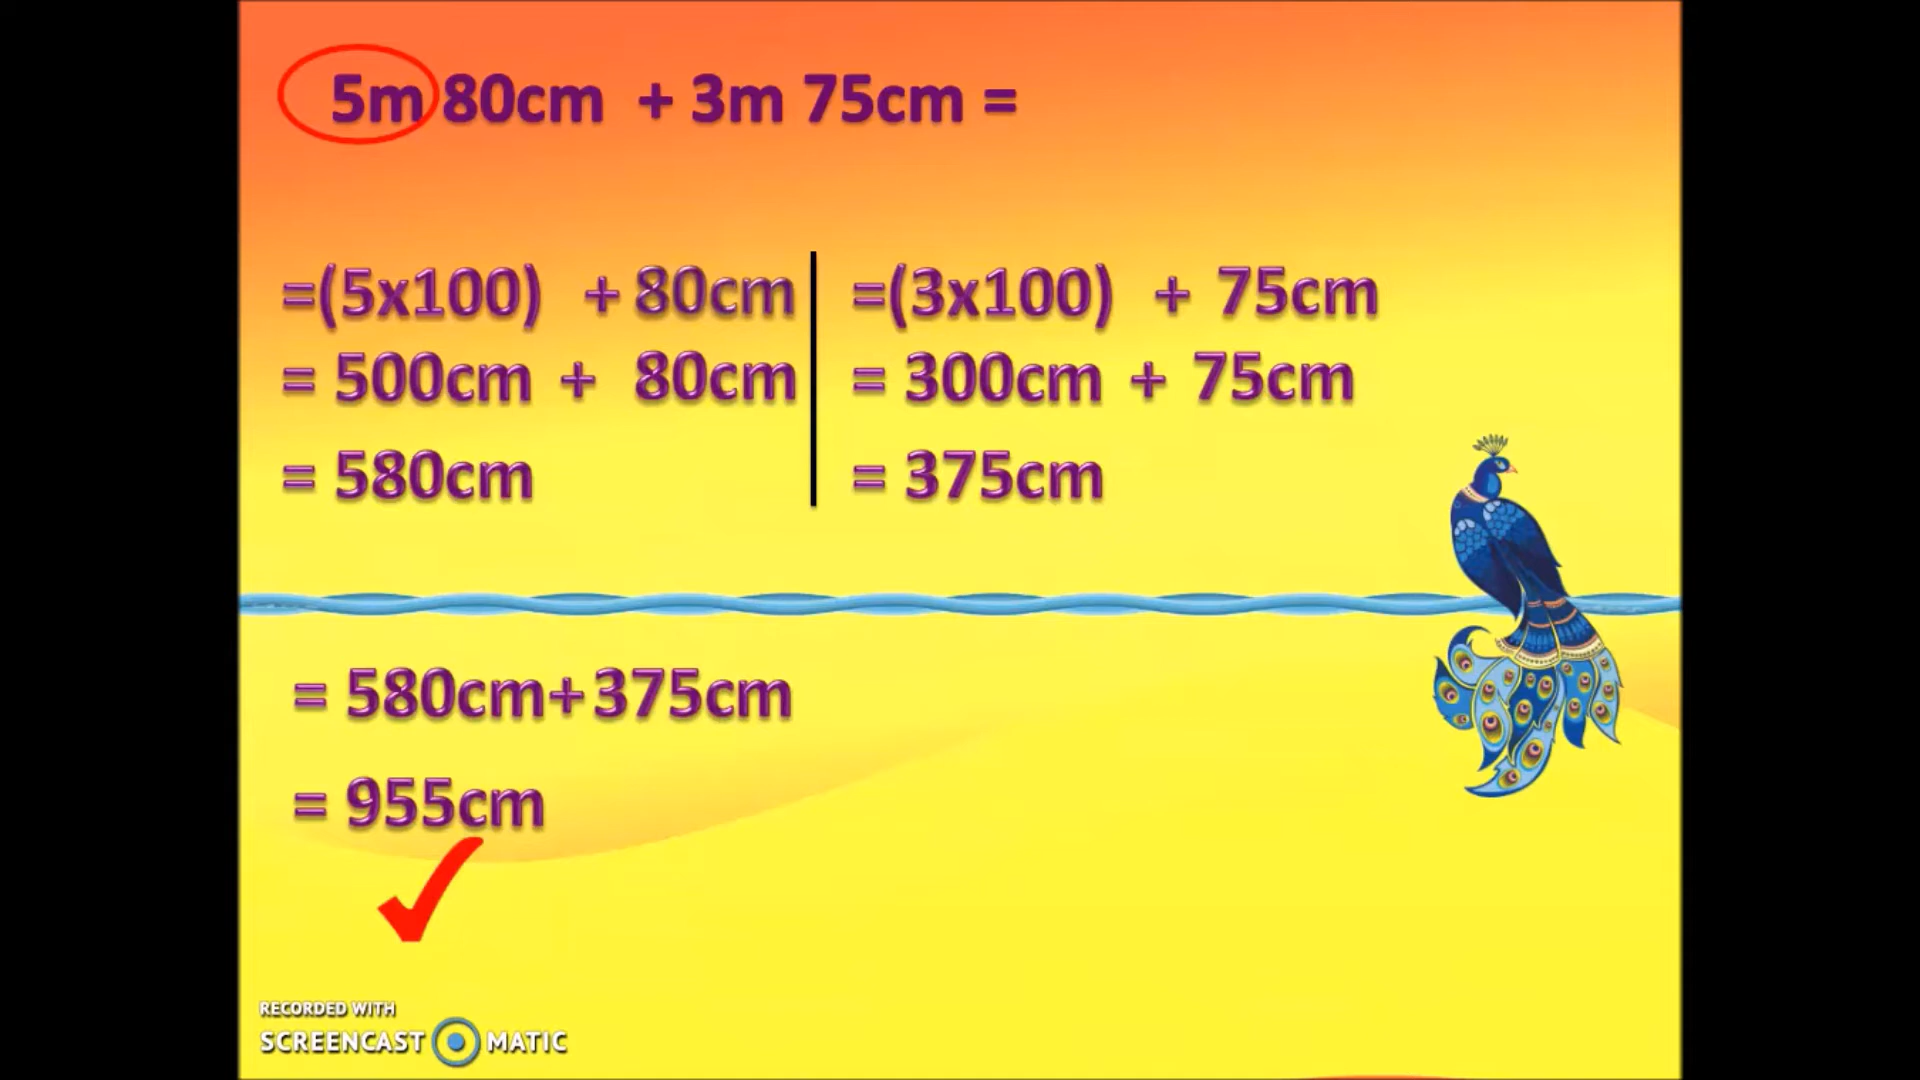 5m 80cm + 3m 75cm =
=(5x100) + 80cm
= 500cm + 80cm
= 580cm
=(3x100) + 75cm
= 300cm + 75cm
= 375cm
= 580cm+375cm
= 955cm
RECORDED WITH
SCREENCAST MATIC